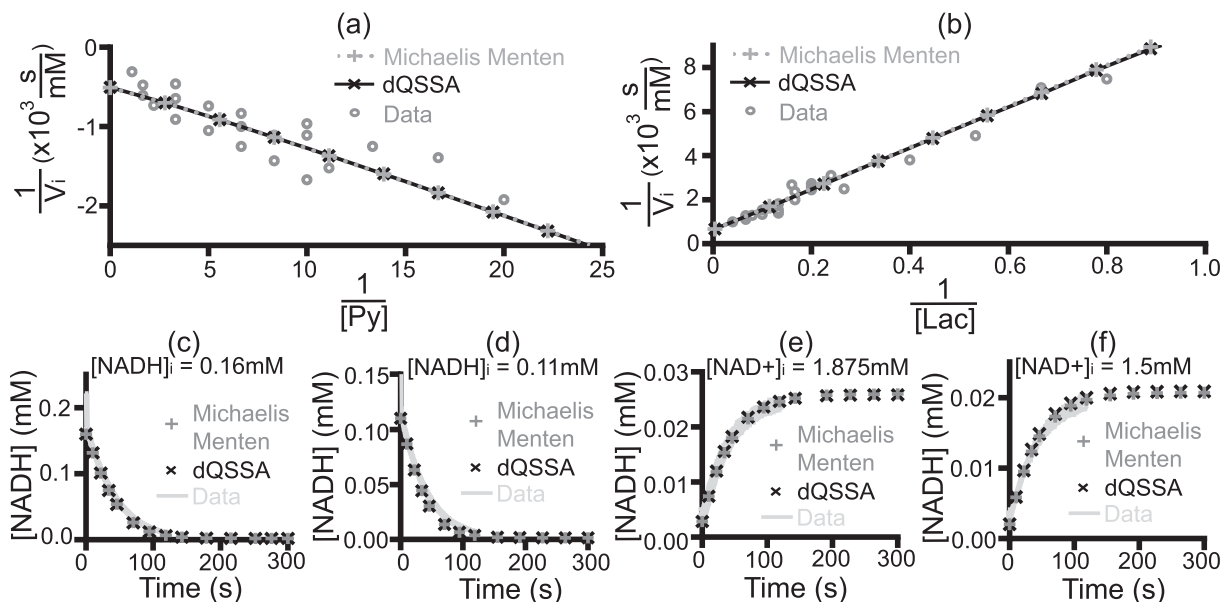 (a)
Michaelis Menten
dQSSA
Data
0
-1
-2
1/Vᵢ (x10³ s/mM)
0 5 10 15 20 25
1/[Py]
(b)
Michaelis Menten
dQSSA
Data
8
6
4
2
0
1/Vᵢ (x10³ s/mM)
0 0.2 0.4 0.6 0.8 1.0
1/[Lac]
(c)
[NADH]ᵢ = 0.16mM
0.2
0.1
0.0
[NADH] (mM)
Michaelis
Menten
dQSSA
Data
0 100 200 300
Time (s)
(d)
[NADH]ᵢ = 0.11mM
0.15
0.10
0.05
0.00
[NADH] (mM)
Michaelis
Menten
dQSSA
Data
0 100 200 300
Time (s)
(e)
[NAD+]ᵢ = 1.875mM
0.03
0.02
0.01
0.00
[NADH] (mM)
Michaelis
Menten
dQSSA
Data
0 100 200 300
Time (s)
(f)
[NAD+]ᵢ = 1.5mM
0.02
0.01
0.00
[NADH] (mM)
Michaelis
Menten
dQSSA
Data
0 100 200 300
Time (s)